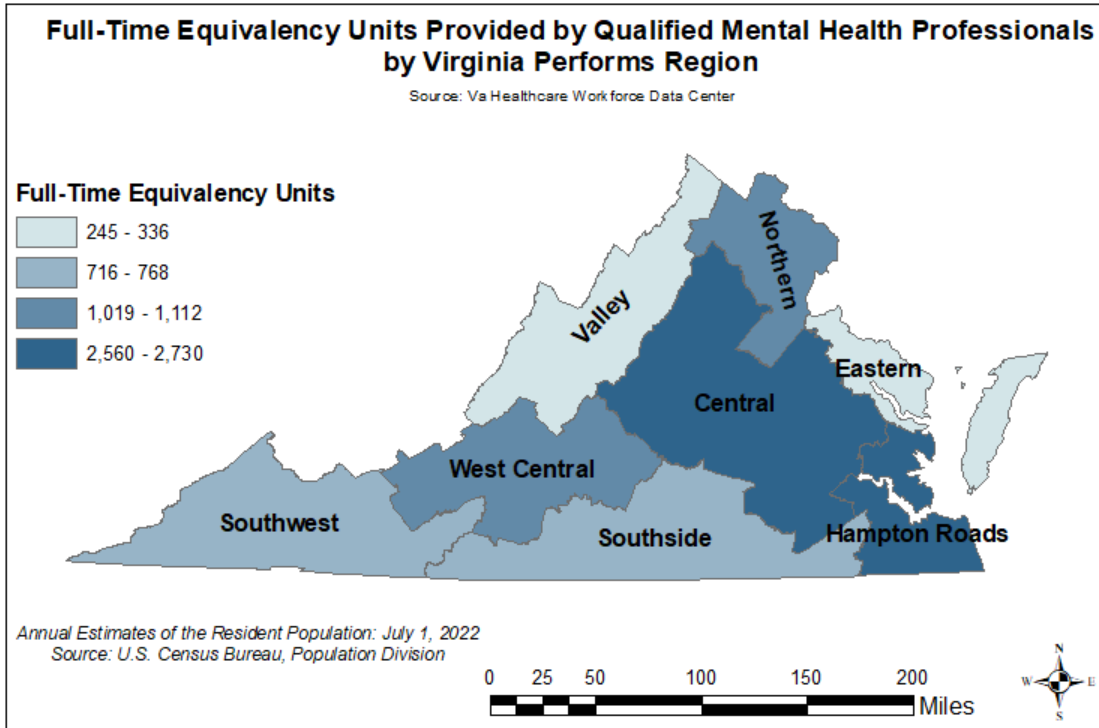 Full-Time Equivalency Units Provided by Qualified Mental Health Professionals
by Virginia Performs Region
Source: Va Healthcare Workforce Data Center
Full-Time Equivalency Units
245 - 336
716 - 768
1,019 - 1,112
2,560 - 2,730
Northern
Valley
Eastern
Central
West Central
Southwest
Southside
Hampton Roads
Annual Estimates of the Resident Population: July 1, 2022
Source: U.S. Census Bureau, Population Division
0 25 50 100 150 200
Miles
N
W E
S